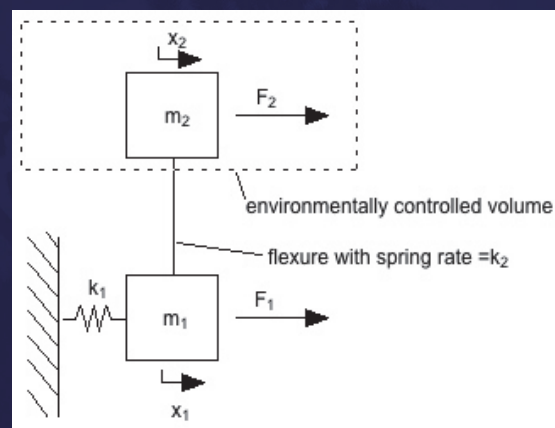 x₂
m₂
F₂
environmentally controlled volume
flexure with spring rate =k₂
k₁
m₁
F₁
x₁